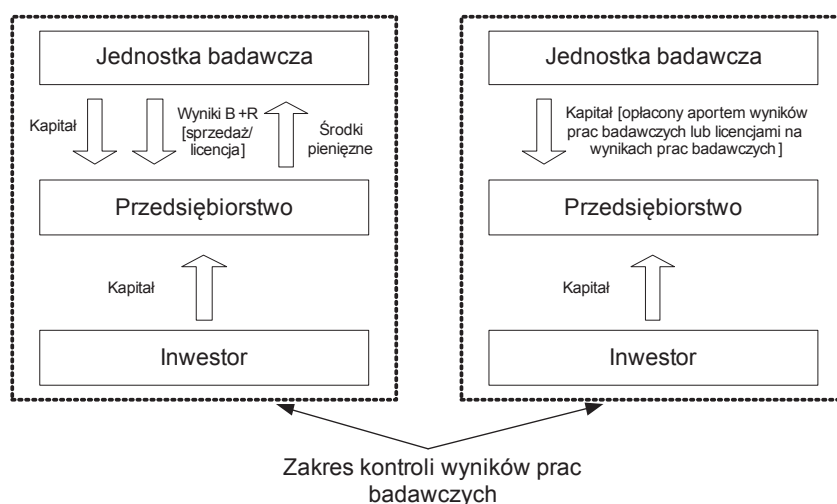 Jednostka badawcza
Kapitał
Wyniki B +R
[sprzedaż/
licencja]
Środki
pienięzne
Przedsiębiorstwo
Kapitał
Inwestor
Jednostka badawcza
Kapitał [opłacony aportem wyników
prac badawczych lub licencjami na
wynikach prac badawczych ]
Przedsiębiorstwo
Kapitał
Inwestor
Zakres kontroli wyników prac
badawczych